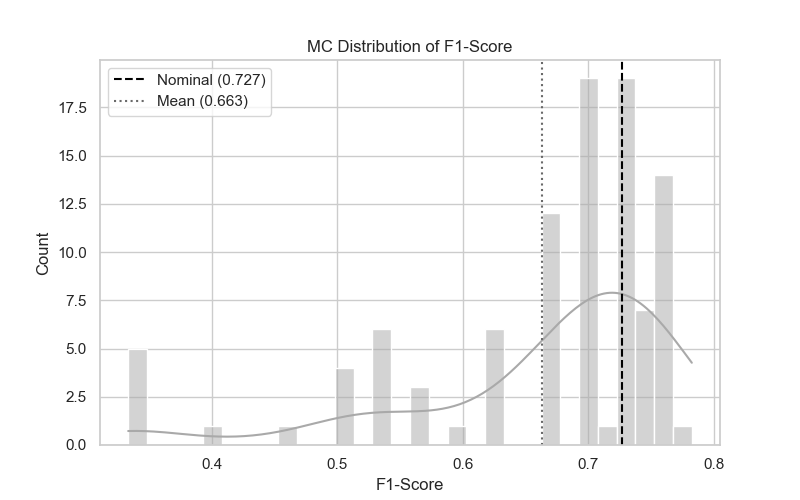 MC Distribution of F1-Score
Nominal (0.727)
Mean (0.663)
17.5
15.0
12.5
10.0
7.5
5.0
2.5
0.0
Count
0.4 0.5 0.6 0.7 0.8
F1-Score